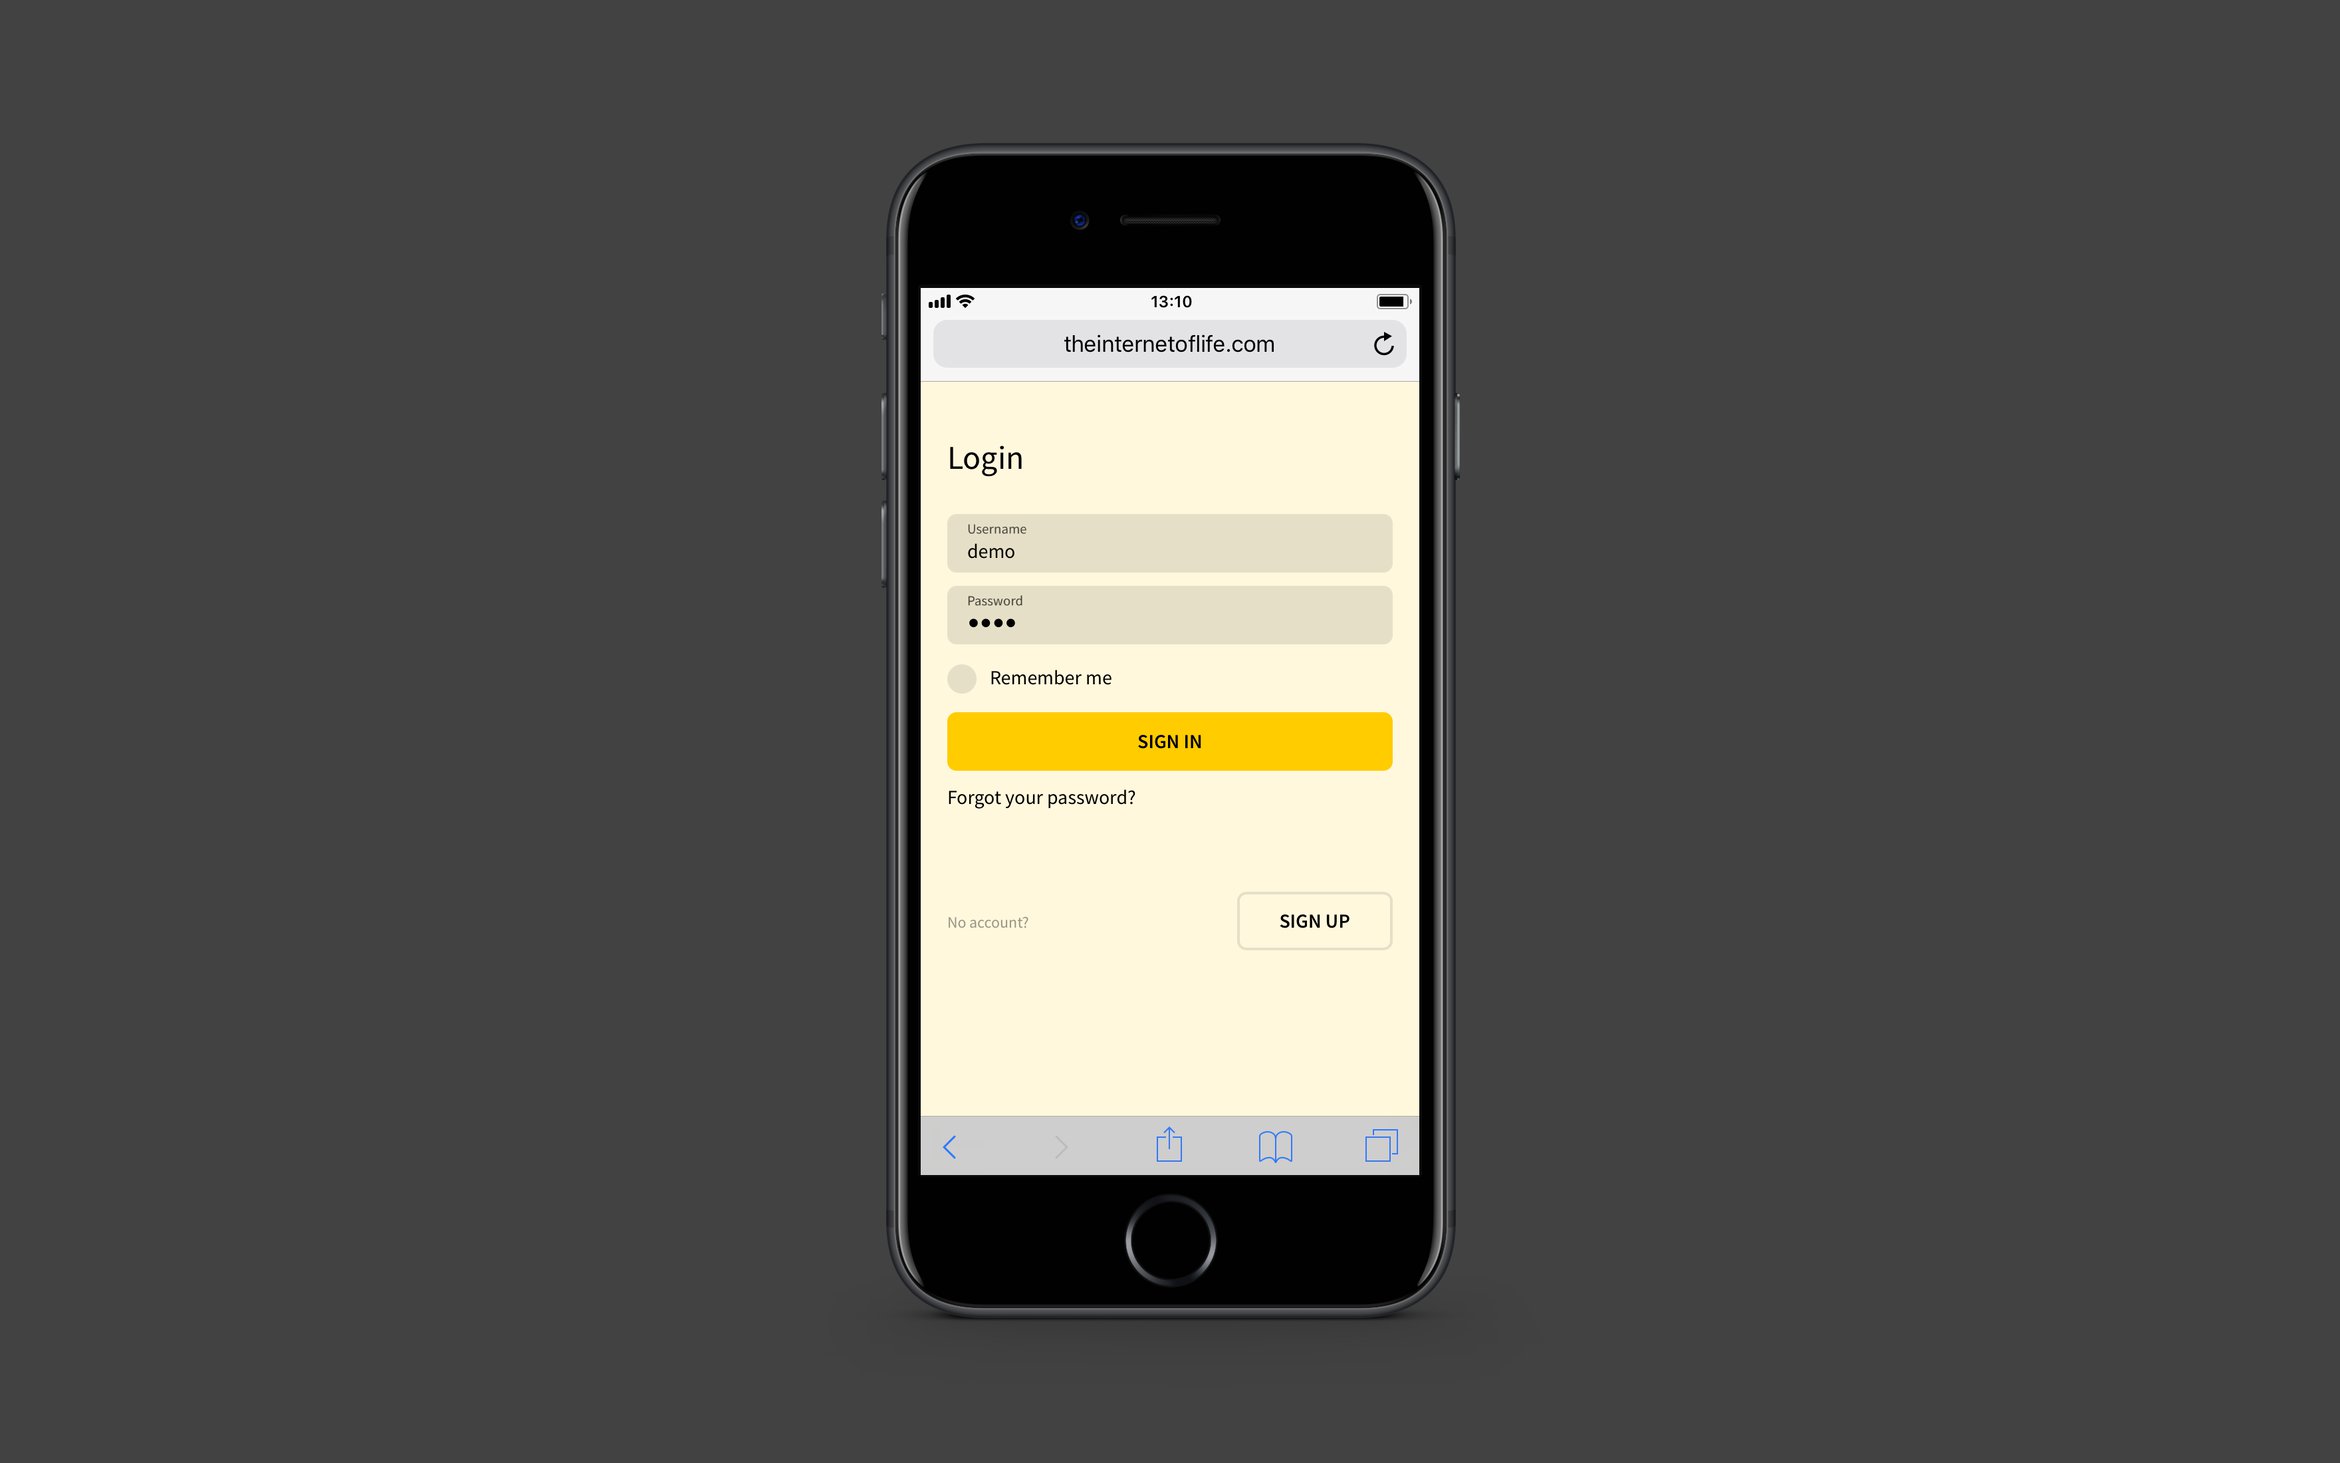 13:10
theinternetoflife.com
Login
Username
demo
Password
••••
Remember me
SIGN IN
Forgot your password?
No account?
SIGN UP